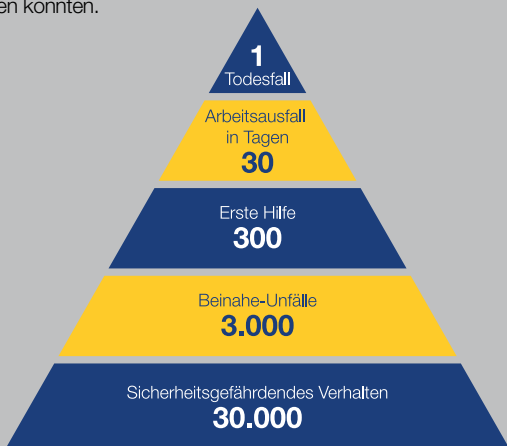 en konnten.
1
Todesfall
Arbeitsausfall
in Tagen
30
Erste Hilfe
300
Beinahe-Unfälle
3.000
Sicherheitsgefährdendes Verhalten
30.000